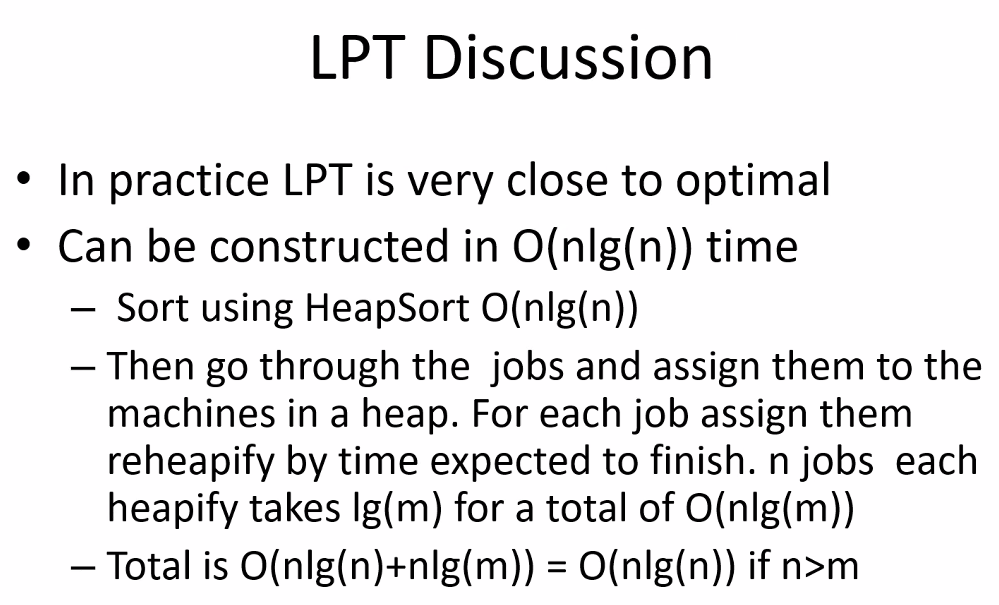 LPT Discussion
• In practice LPT is very close to optimal
• Can be constructed in O(nlg(n)) time
– Sort using HeapSort O(nlg(n))
– Then go through the jobs and assign them to the
machines in a heap. For each job assign them
reheapify by time expected to finish. n jobs each
heapify takes lg(m) for a total of O(nlg(m))
– Total is O(nlg(n)+nlg(m)) = O(nlg(n)) if n>m